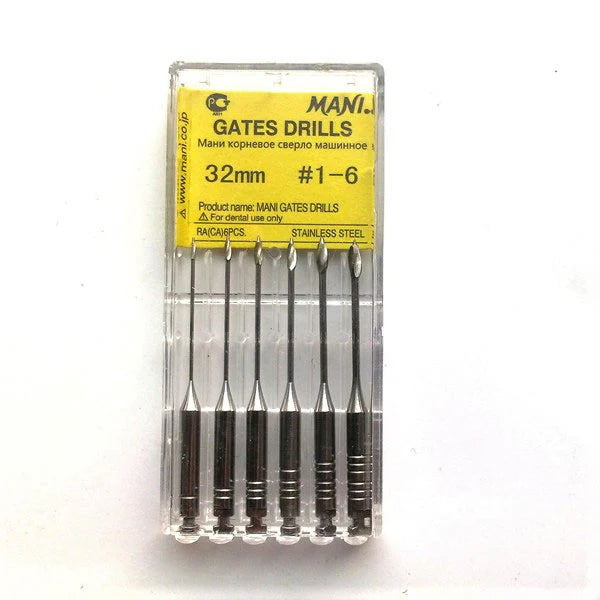 MANI.
GATES DRILLS
Мани корневое сверло машинное
32mm #1-6
Product name: MANI GATES DRILLS
⚠ For dental use only
RA(CA)6PCS. STAINLESS STEEL
⚠ www.mani.co.jp